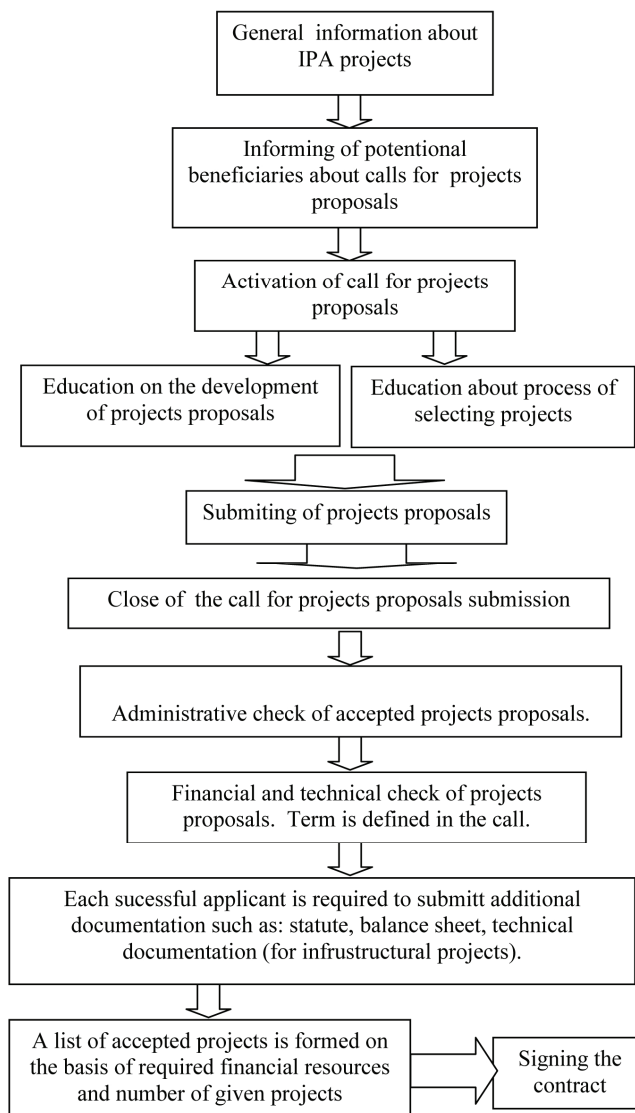 General information about
IPA projects
Informing of potentional
beneficiaries about calls for projects
proposals
Activation of call for projects
proposals
Education on the development
of projects proposals
Education about process of
selecting projects
Submiting of projects proposals
Close of the call for projects proposals submission
Administrative check of accepted projects proposals.
Financial and technical check of projects
proposals. Term is defined in the call.
Each sucessful applicant is required to submitt additional
documentation such as: statute, balance sheet, technical
documentation (for infrustructural projects).
A list of accepted projects is formed on
the basis of required financial resources
and number of given projects
Signing the
contract